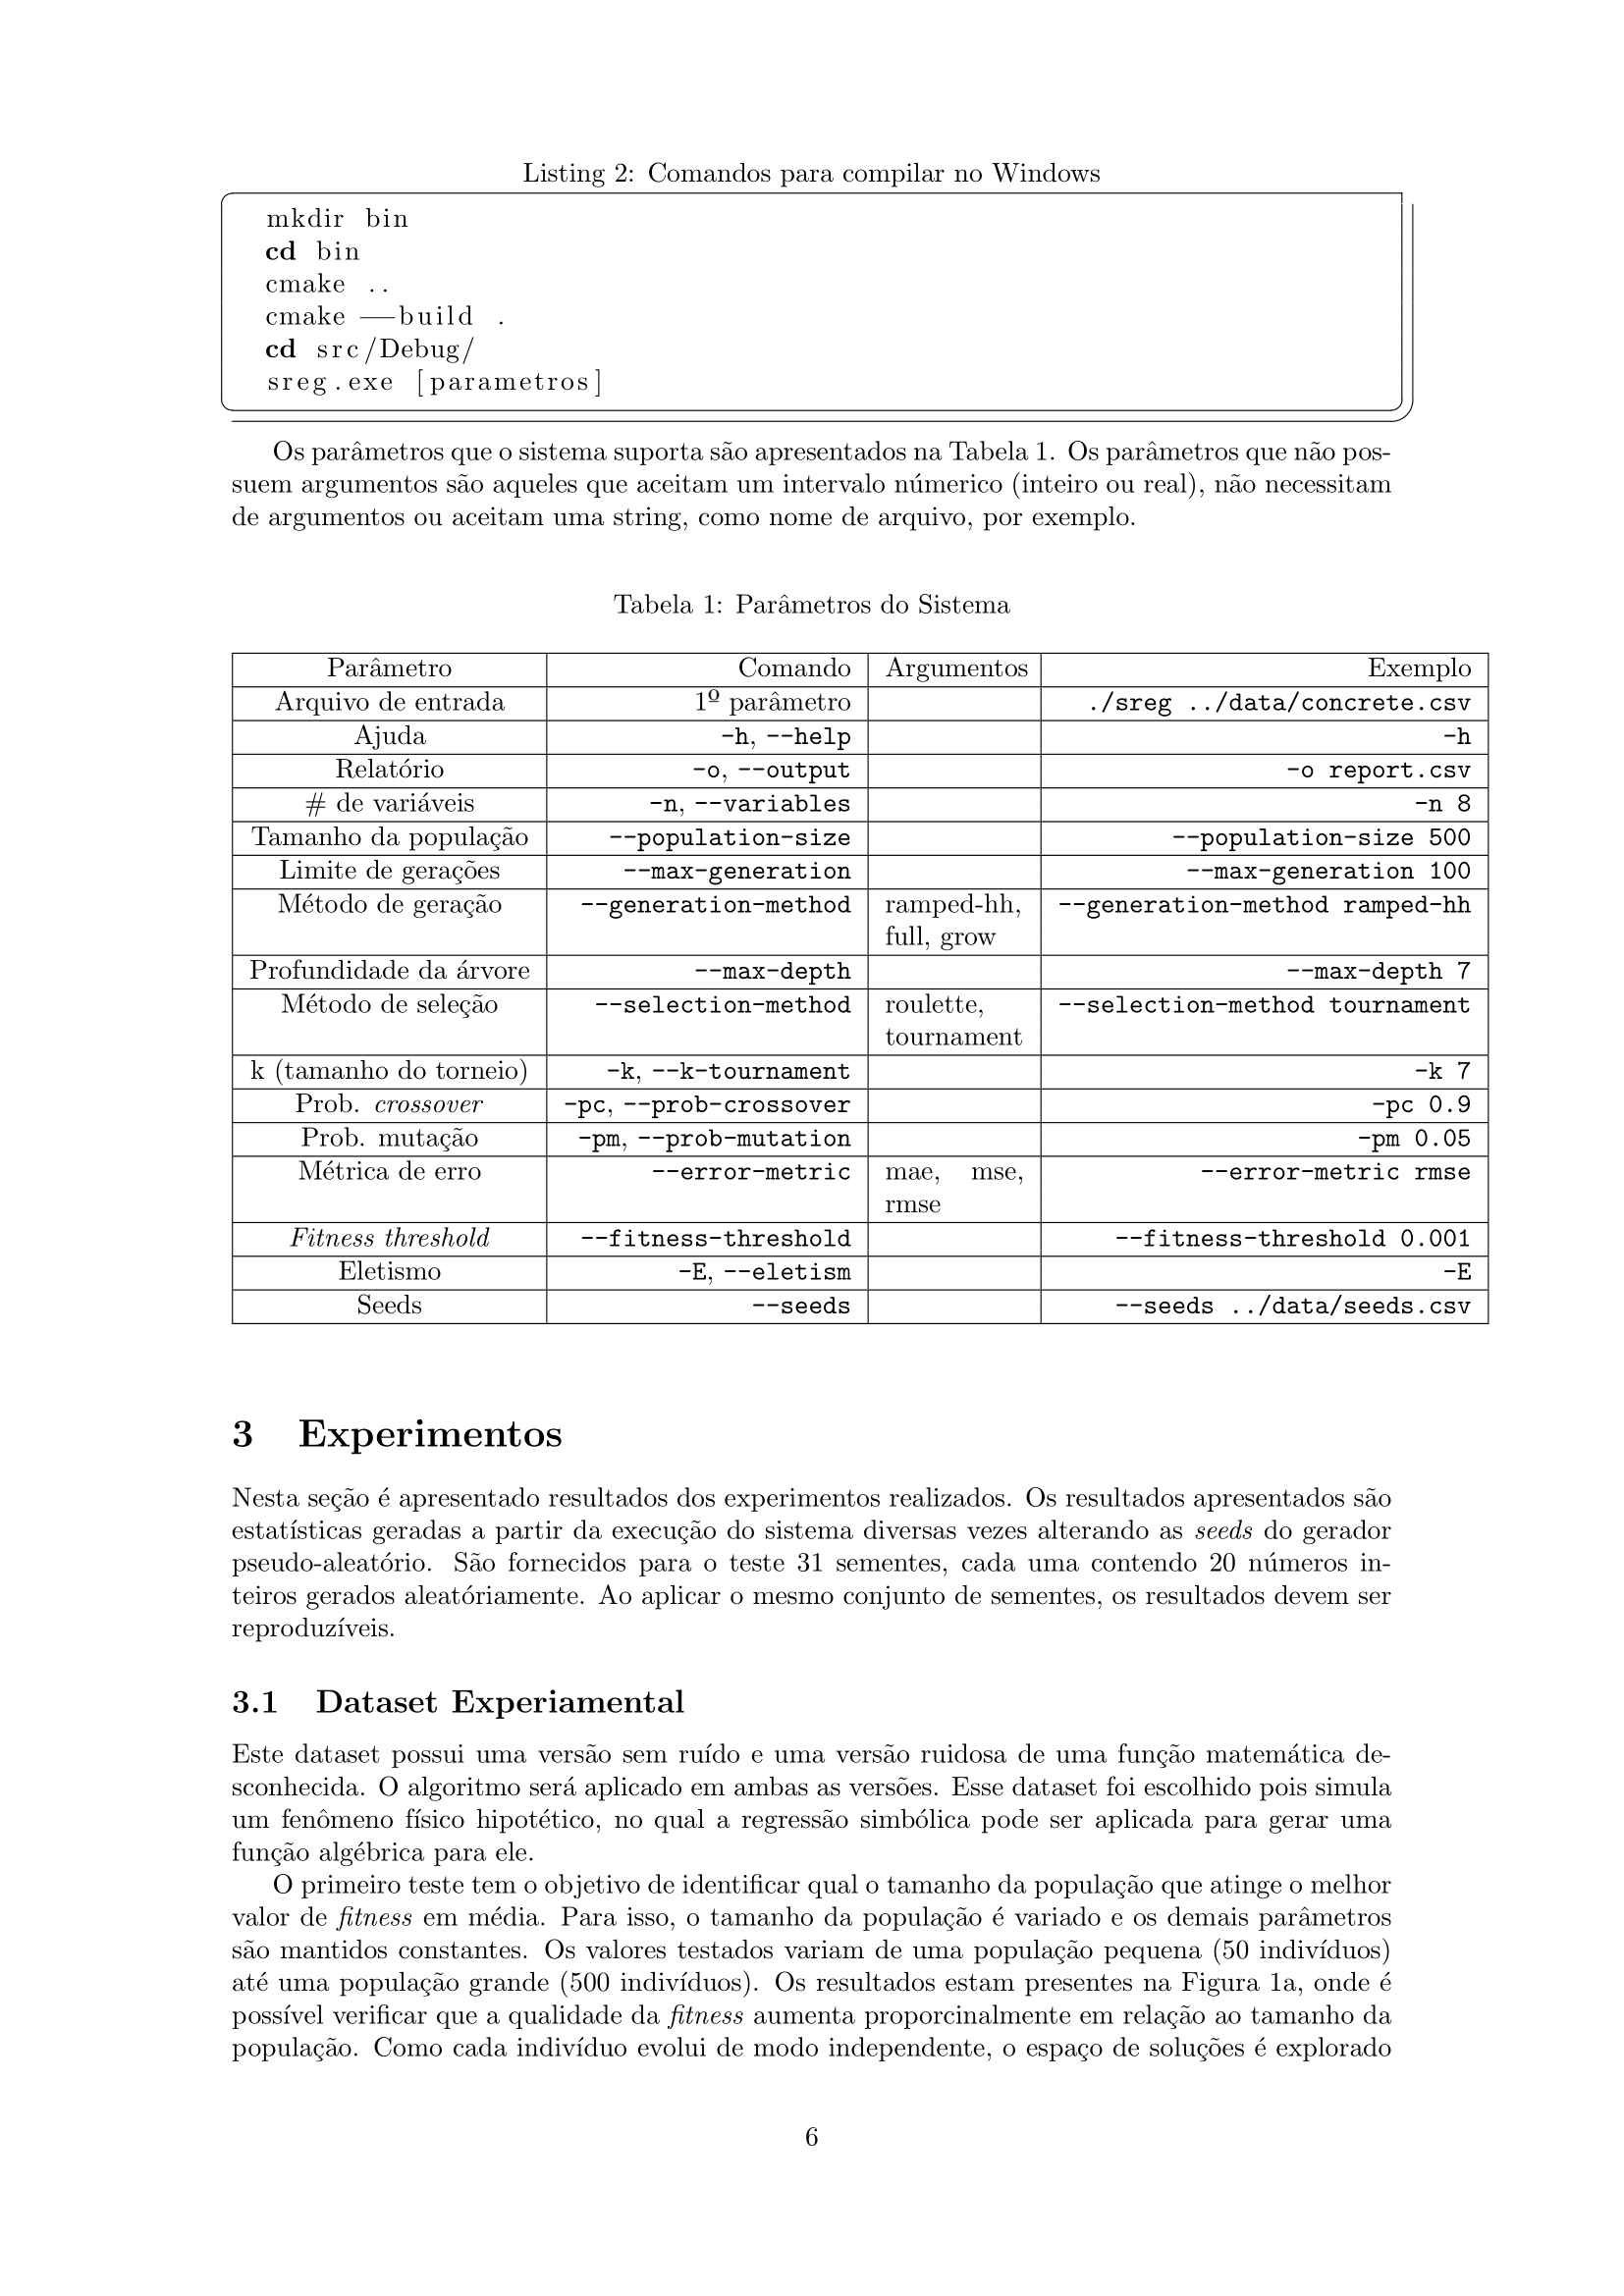 Listing 2: Comandos para compilar no Windows
mkdir bin
cd bin
cmake ..
cmake —build .
cd src/Debug/
sreg.exe [parametros]
Os parâmetros que o sistema suporta são apresentados na Tabela 1. Os parâmetros que não pos-
suem argumentos são aqueles que aceitam um intervalo númerico (inteiro ou real), não necessitam
de argumentos ou aceitam uma string, como nome de arquivo, por exemplo.
Tabela 1: Parâmetros do Sistema
Parâmetro Comando Argumentos Exemplo
Arquivo de entrada 1º parâmetro ./sreg ../data/concrete.csv
Ajuda -h, --help -h
Relatório -o, --output -o report.csv
# de variáveis -n, --variables -n 8
Tamanho da população --population-size --population-size 500
Limite de gerações --max-generation --max-generation 100
Método de geração --generation-method ramped-hh, --generation-method ramped-hh
full, grow
Profundidade da árvore --max-depth --max-depth 7
Método de seleção --selection-method roulette, --selection-method tournament
tournament
k (tamanho do torneio) -k, --k-tournament -k 7
Prob. crossover -pc, --prob-crossover -pc 0.9
Prob. mutação -pm, --prob-mutation -pm 0.05
Métrica de erro --error-metric mae, mse, --error-metric rmse
rmse
Fitness threshold --fitness-threshold --fitness-threshold 0.001
Eletismo -E, --eletism -E
Seeds --seeds --seeds ../data/seeds.csv
3 Experimentos
Nesta seção é apresentado resultados dos experimentos realizados. Os resultados apresentados são
estatísticas geradas a partir da execução do sistema diversas vezes alterando as seeds do gerador
pseudo-aleatório. São fornecidos para o teste 31 sementes, cada uma contendo 20 números in-
teiros gerados aleatóriamente. Ao aplicar o mesmo conjunto de sementes, os resultados devem ser
reproduzíveis.
3.1 Dataset Experiamental
Este dataset possui uma versão sem ruído e uma versão ruidosa de uma função matemática de-
sconhecida. O algoritmo será aplicado em ambas as versões. Esse dataset foi escolhido pois simula
um fenômeno físico hipotético, no qual a regressão simbólica pode ser aplicada para gerar uma
função algébrica para ele.
O primeiro teste tem o objetivo de identificar qual o tamanho da população que atinge o melhor
valor de fitness em média. Para isso, o tamanho da população é variado e os demais parâmetros
são mantidos constantes. Os valores testados variam de uma população pequena (50 indivíduos)
até uma população grande (500 indivíduos). Os resultados estam presentes na Figura 1a, onde é
possível verificar que a qualidade da fitness aumenta proporcinalmente em relação ao tamanho da
população. Como cada indivíduo evolui de modo independente, o espaço de soluções é explorado
6